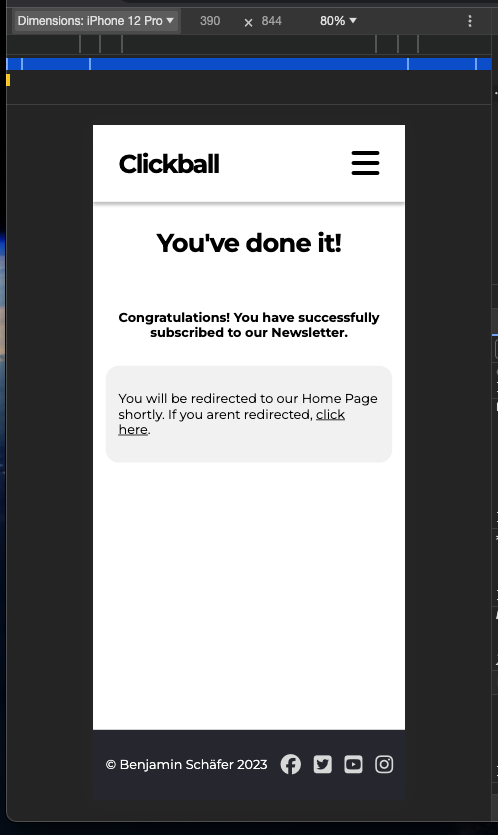 Dimensions: iPhone 12 Pro ▼ 390 × 844 80% ▼
Clickball
You've done it!
Congratulations! You have successfully
subscribed to our Newsletter.
You will be redirected to our Home Page
shortly. If you arent redirected, click
here.
© Benjamin Schäfer 2023